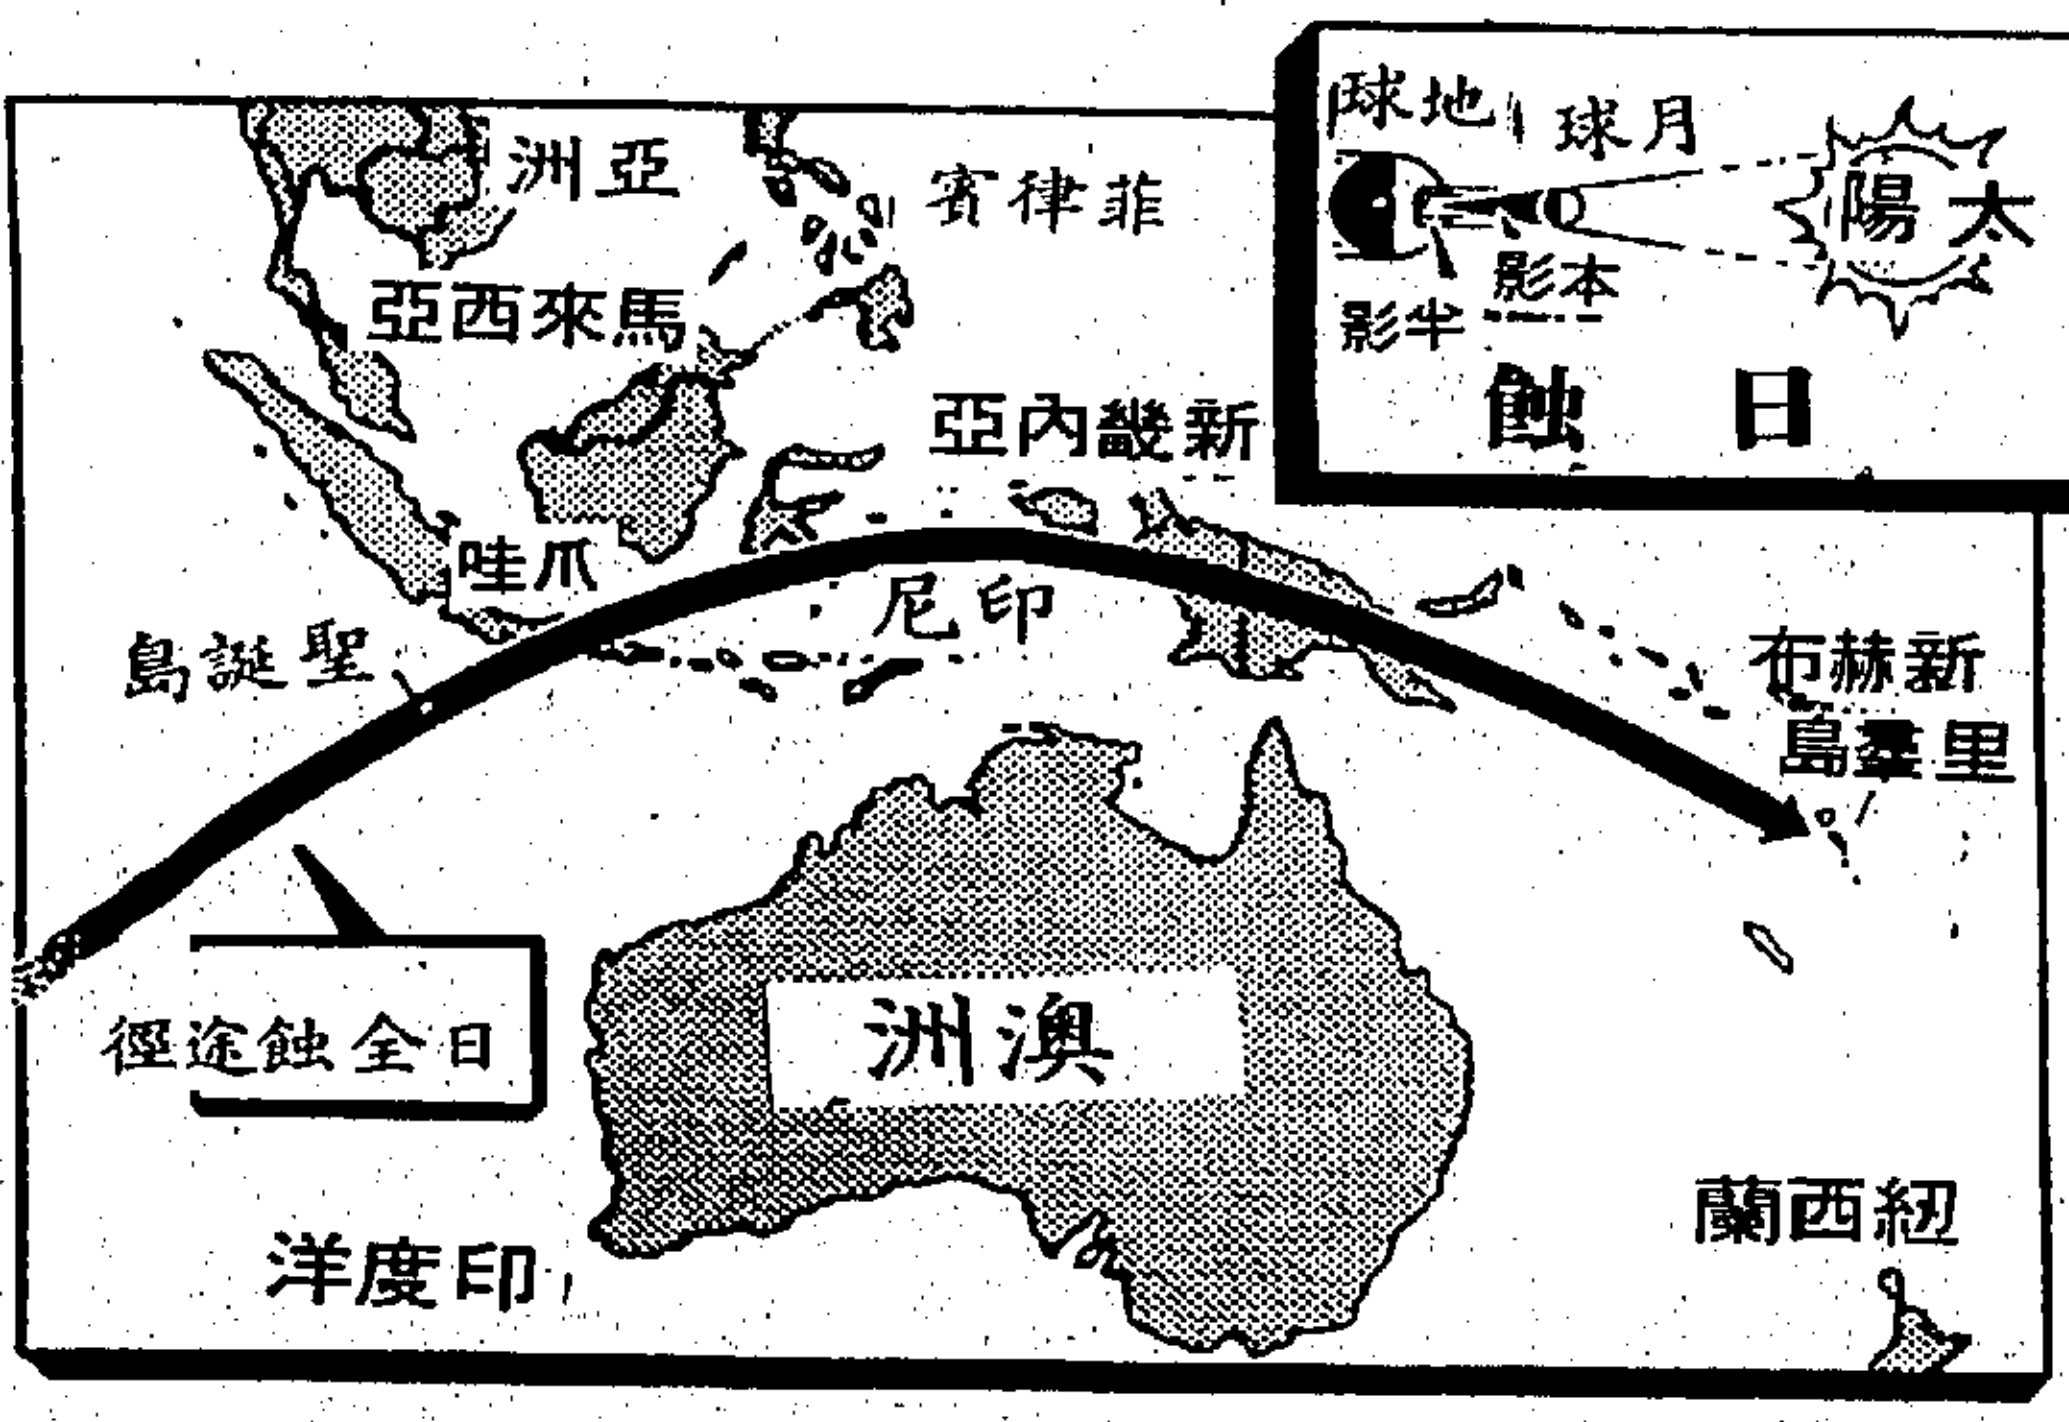 地球
月球
太陽
本影
半影
日蝕
亞洲
菲律賓
馬來西亞
新畿內亞
爪哇
印尼
聖誕島
新赫布
里羣島
日全蝕途徑
澳洲
印度洋
紐西蘭